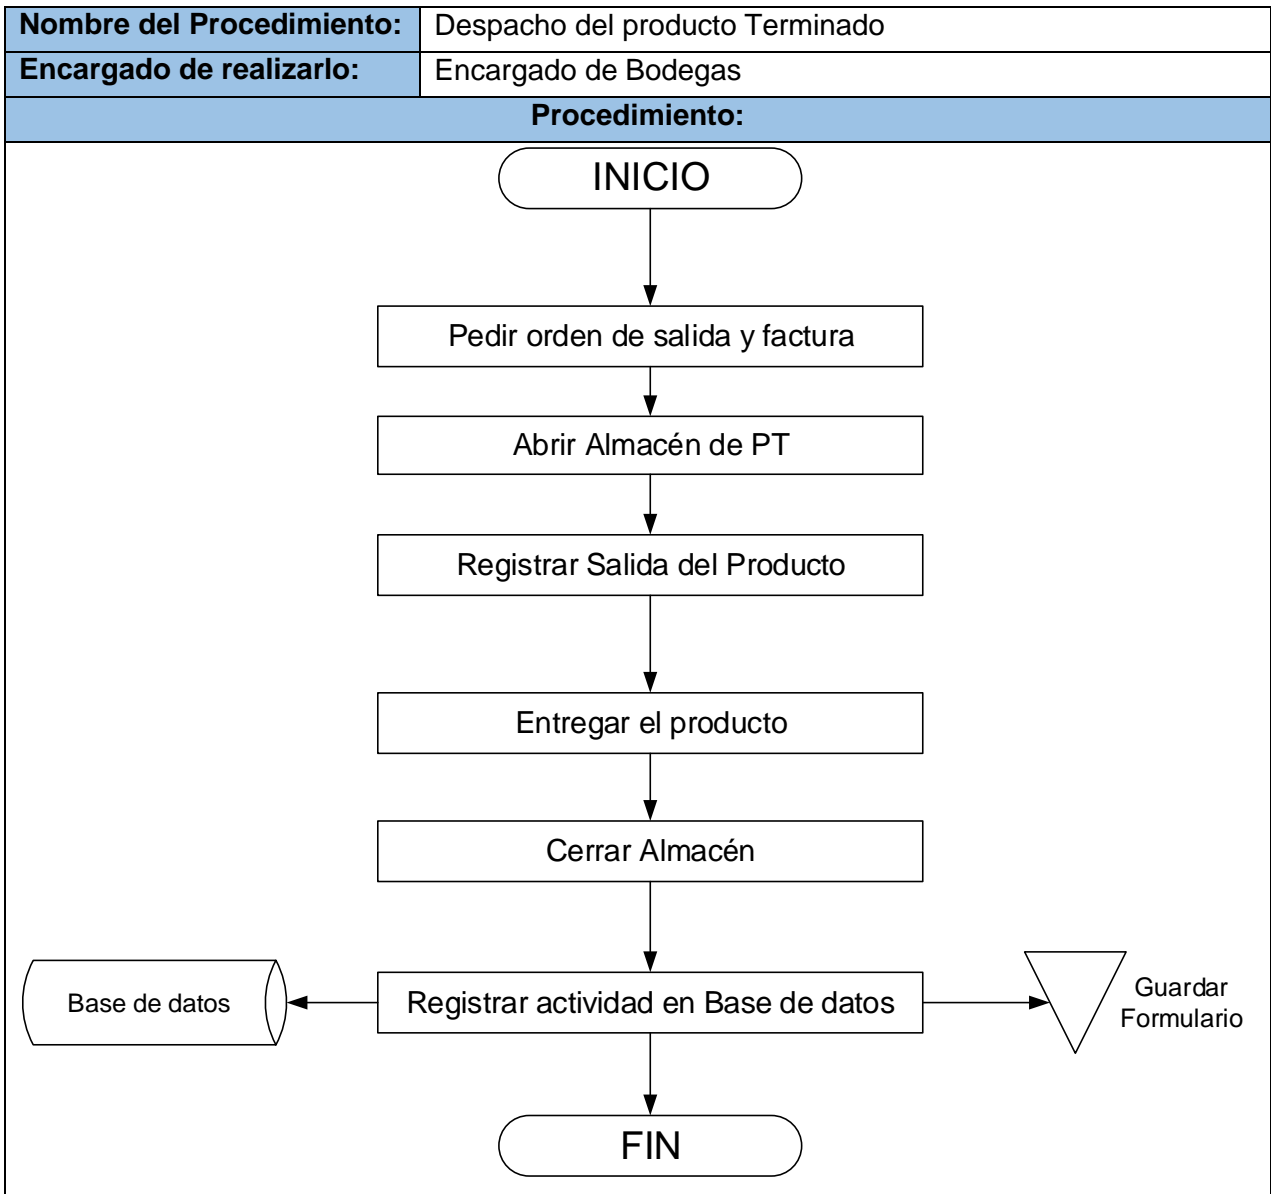 Nombre del Procedimiento: Despacho del producto Terminado
Encargado de realizarlo: Encargado de Bodegas
Procedimiento:
INICIO
Pedir orden de salida y factura
Abrir Almacén de PT
Registrar Salida del Producto
Entregar el producto
Cerrar Almacén
Base de datos
Registrar actividad en Base de datos
Guardar
Formulario
FIN